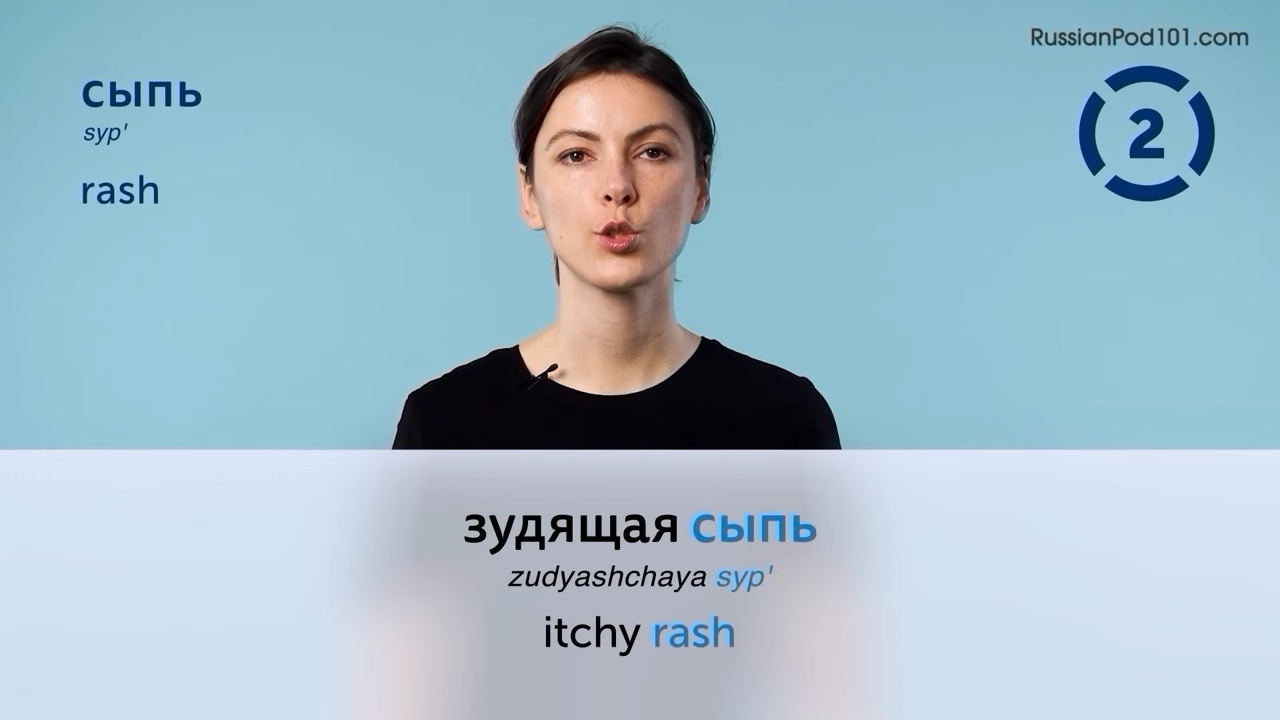 RussianPod101.com
сыпь
syp'
rash
2
зудящая сыпь
zudyashchaya syp'
itchy rash